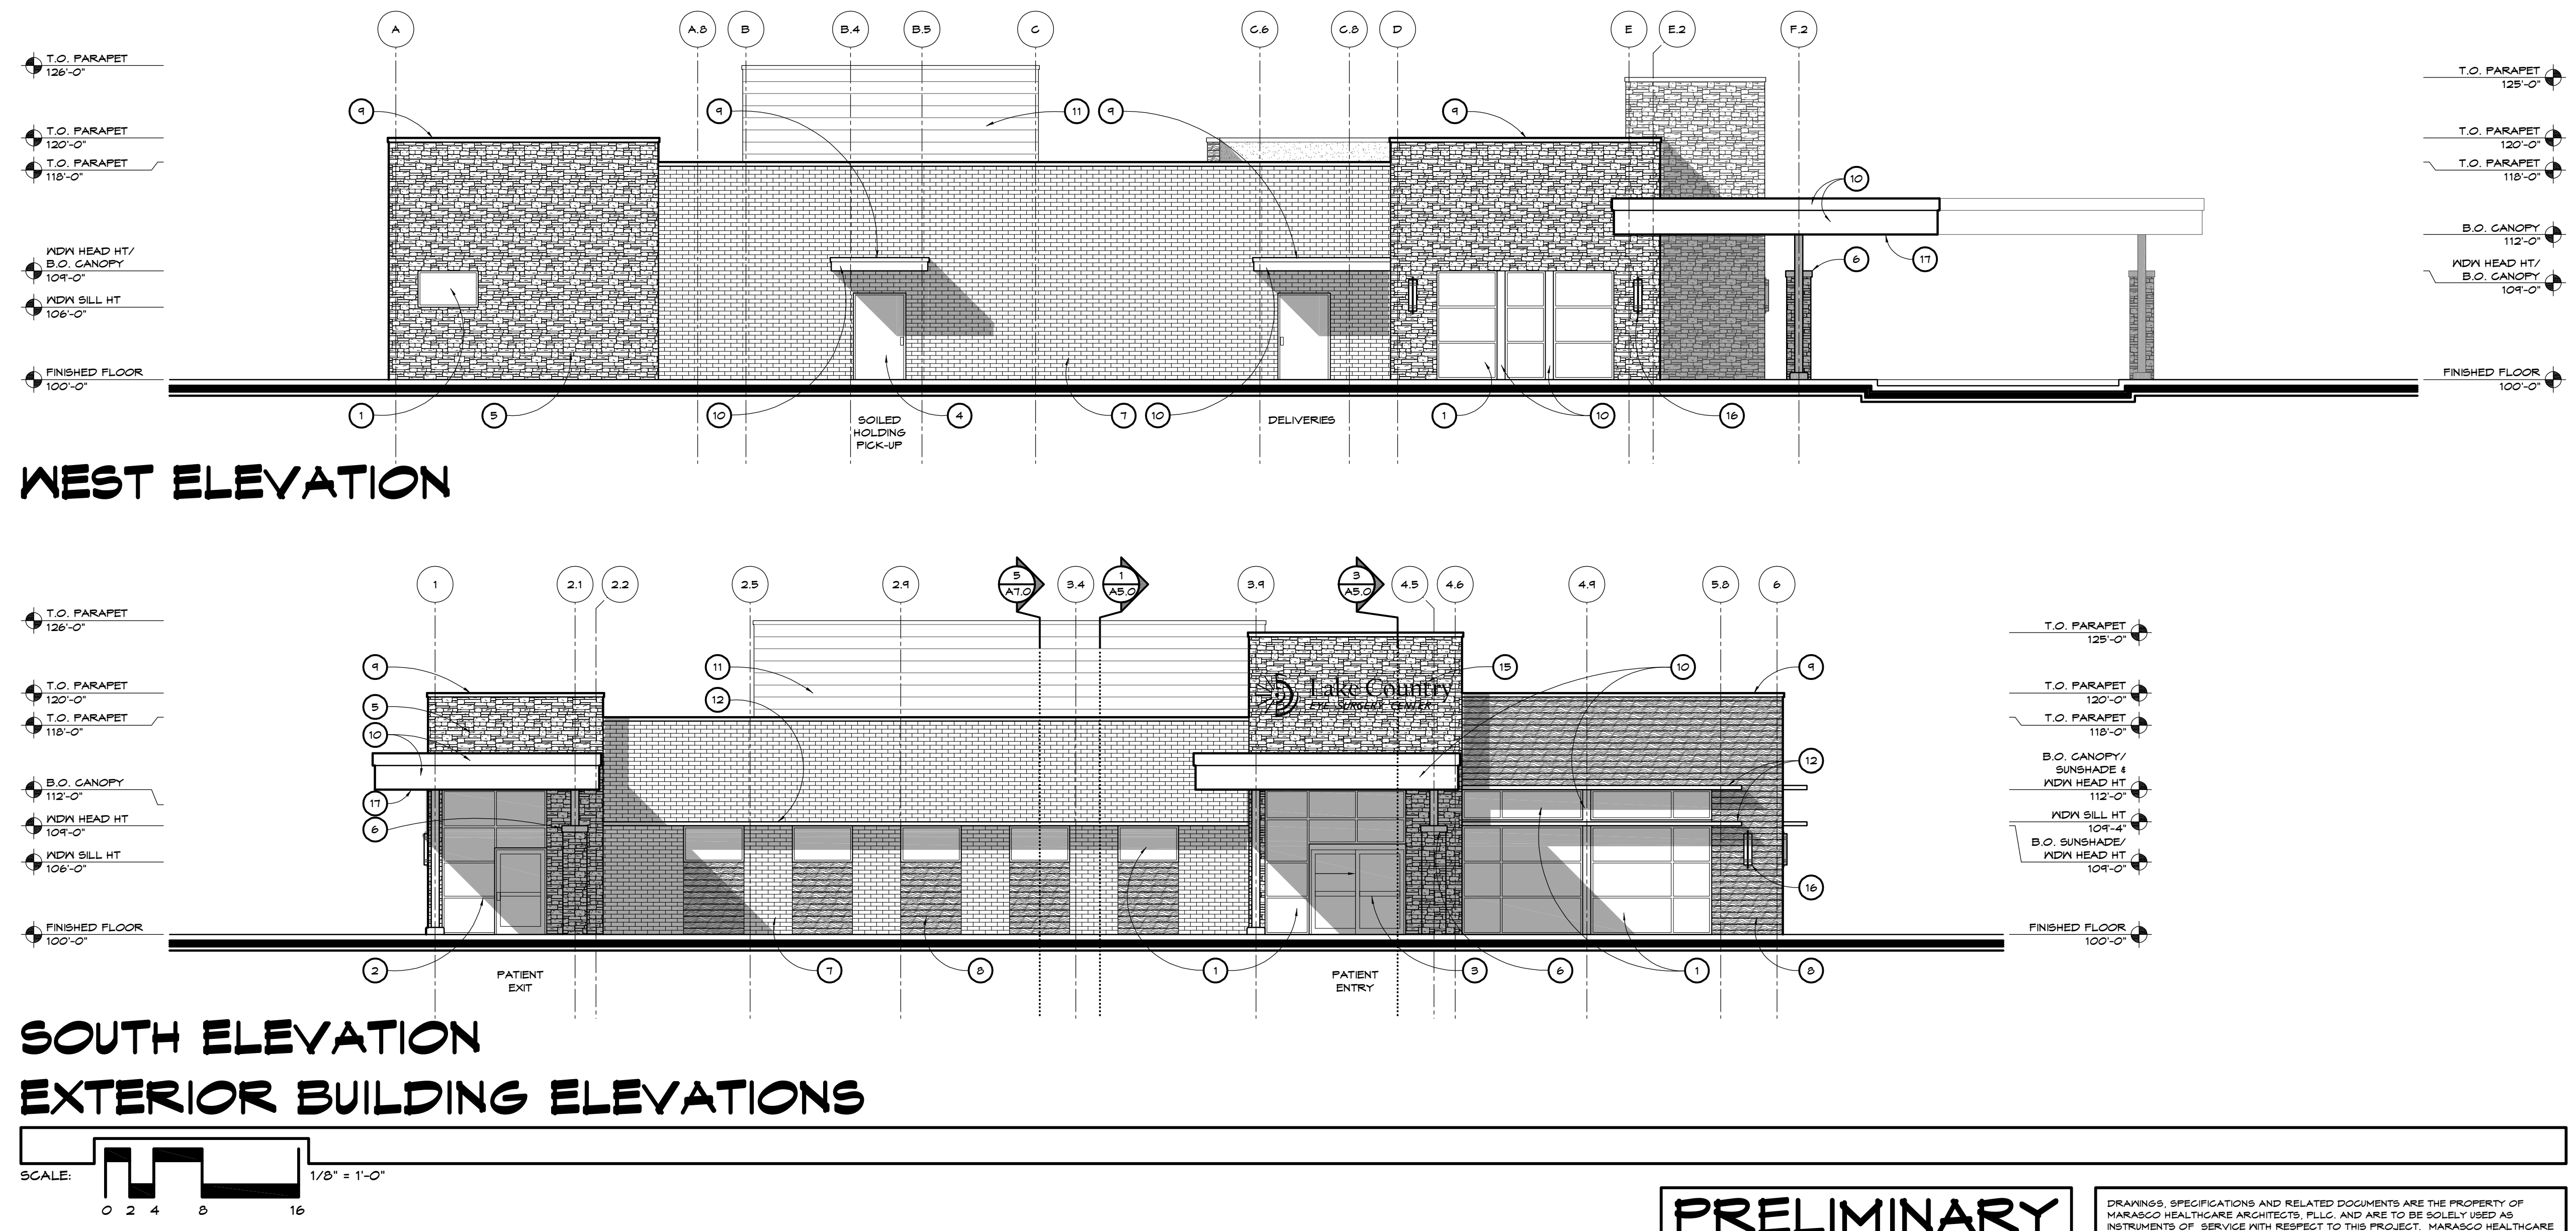 A A.8 B B.4 B.5 C C.6 C.8 D E E.2 F.2
T.O. PARAPET
126'-0"
T.O. PARAPET
120'-0"
T.O. PARAPET
118'-0"
WDW HEAD HT/
B.O. CANOPY
109'-0"
WDW SILL HT
106'-0"
FINISHED FLOOR
100'-0"
9 9 11 9 9
10
6
17
1 5 10 4 7 10 1 10 16
SOILED
HOLDING
PICK-UP
DELIVERIES
T.O. PARAPET
125'-0"
T.O. PARAPET
120'-0"
T.O. PARAPET
118'-0"
B.O. CANOPY
112'-0"
WDW HEAD HT/
B.O. CANOPY
109'-0"
FINISHED FLOOR
100'-0"
WEST ELEVATION
1 2.1 2.2 2.5 2.9 5 3.4 1 3.9 3 4.5 4.6 4.9 5.8 6
A7.0 A5.0 A5.0
T.O. PARAPET
126'-0"
T.O. PARAPET
120'-0"
T.O. PARAPET
118'-0"
B.O. CANOPY
112'-0"
WDW HEAD HT
109'-0"
WDW SILL HT
106'-0"
FINISHED FLOOR
100'-0"
9 11 15 10 9
5 12
10
12
17
6
16
Lake Country
EYE SURGERY CENTER
2 7 8 1 3 6 1 8
PATIENT
EXIT
PATIENT
ENTRY
T.O. PARAPET
125'-0"
T.O. PARAPET
120'-0"
T.O. PARAPET
118'-0"
B.O. CANOPY/
SUNSHADE &
WDW HEAD HT
112'-0"
WDW SILL HT
109'-4"
B.O. SUNSHADE/
WDW HEAD HT
109'-0"
FINISHED FLOOR
100'-0"
SOUTH ELEVATION
EXTERIOR BUILDING ELEVATIONS
SCALE:
0 2 4 8 16
1/8" = 1'-0"
PRELIMINARY
DRAWINGS, SPECIFICATIONS AND RELATED DOCUMENTS ARE THE PROPERTY OF
MARASCO HEALTHCARE ARCHITECTS, PLLC. AND ARE TO BE SOLELY USED AS
INSTRUMENTS OF SERVICE WITH RESPECT TO THIS PROJECT. MARASCO HEALTHCARE